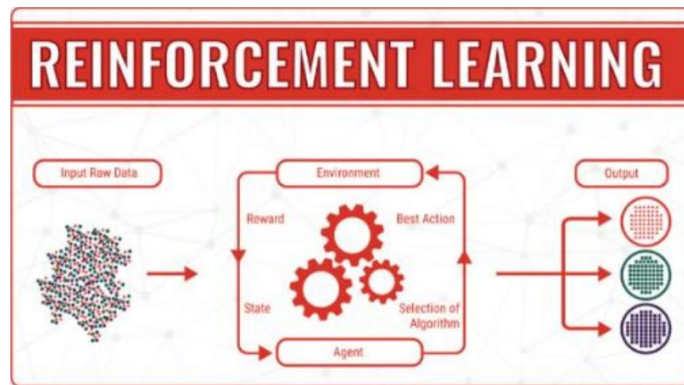 REINFORCEMENT LEARNING
Input Raw Data
Environment
Output
Reward
Best Action
State
Selection of
Algorithm
Agent